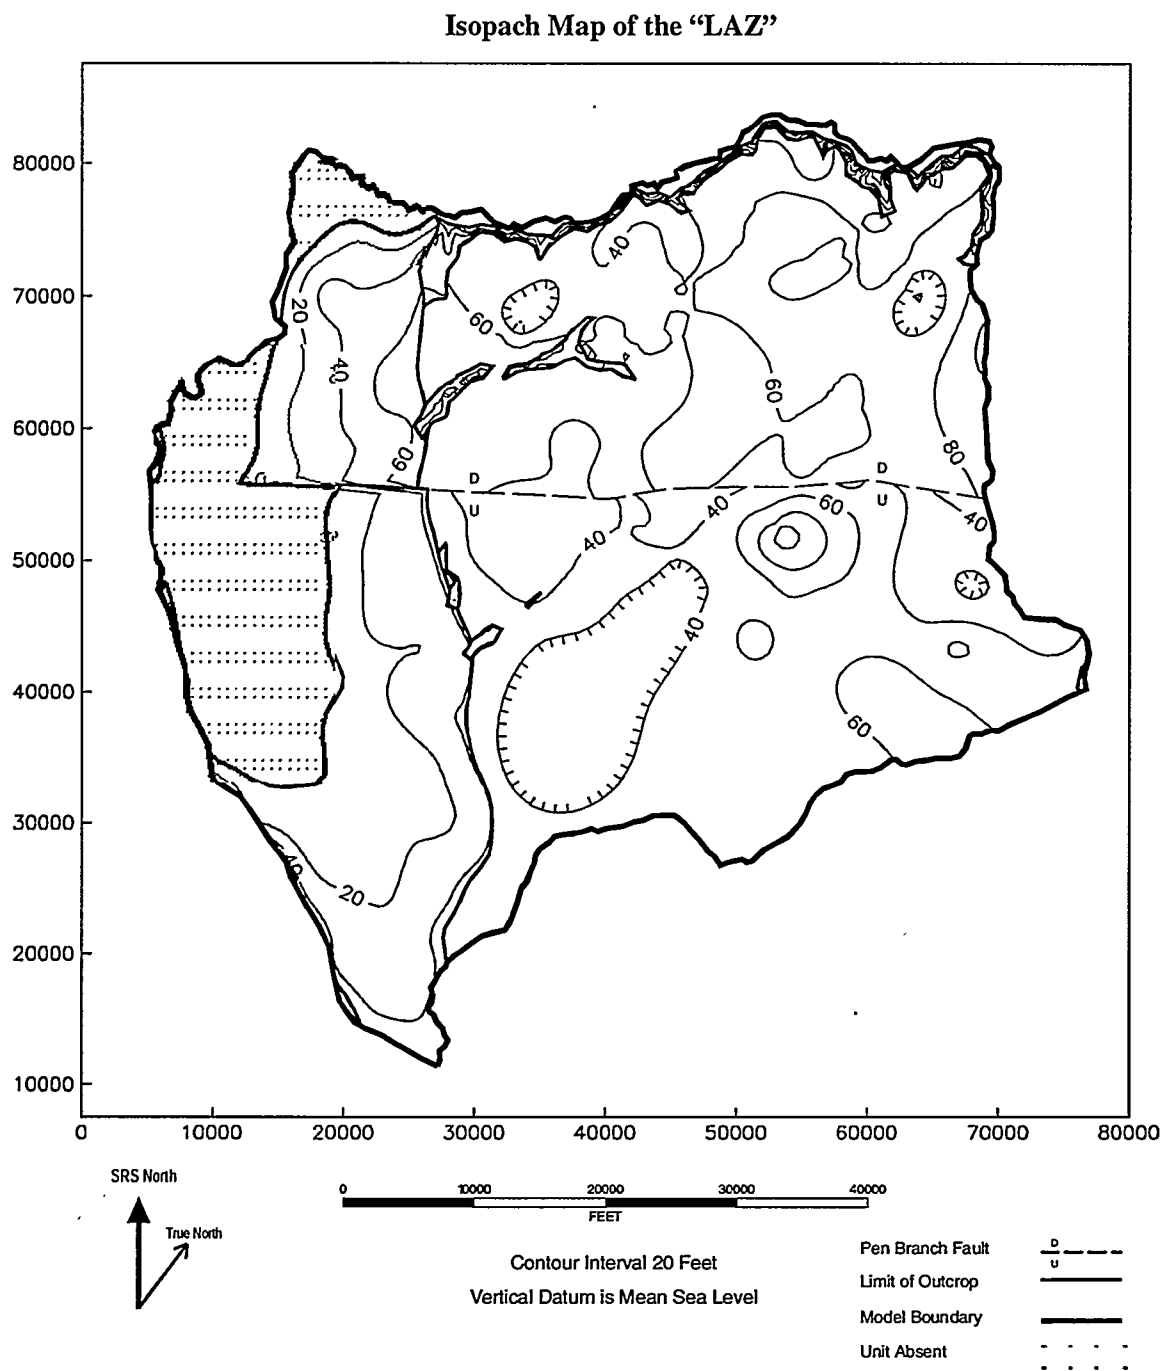 Isopach Map of the “LAZ”
80000
70000
60000
50000
40000
30000
20000
10000
0 10000 20000 30000 40000 50000 60000 70000 80000
40
20
60
40
60
60
80
D
D
U
U
40
60
40
40
40
60
40
20
SRS North
True North
0 10000 20000 30000 40000
FEET
Contour Interval 20 Feet
Vertical Datum is Mean Sea Level
Pen Branch Fault
D
U
Limit of Outcrop
Model Boundary
Unit Absent